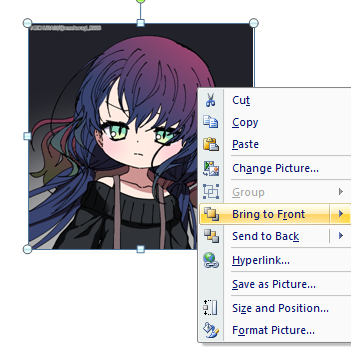 Cut
Copy
Paste
Change Picture...
Group
Bring to Front
Send to Back
Hyperlink...
Save as Picture...
Size and Position...
Format Picture...